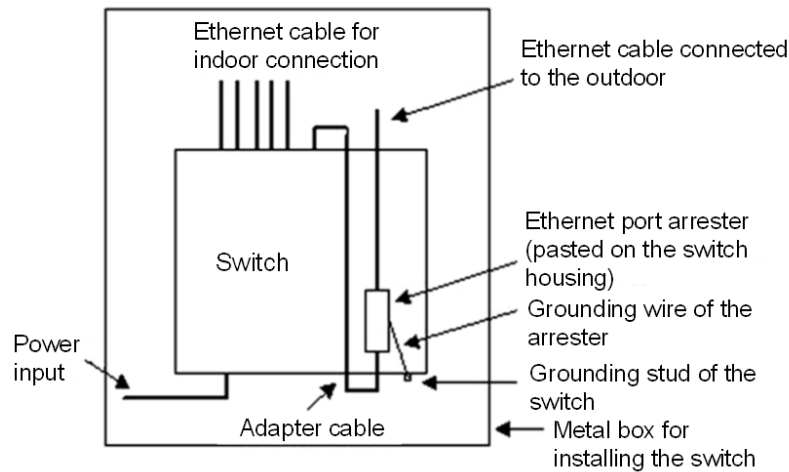 Ethernet cable for
indoor connection
Ethernet cable connected
to the outdoor
Switch
Ethernet port arrester
(pasted on the switch
housing)
Grounding wire of the
arrester
Power
input
Grounding stud of the
switch
Adapter cable
Metal box for
installing the switch